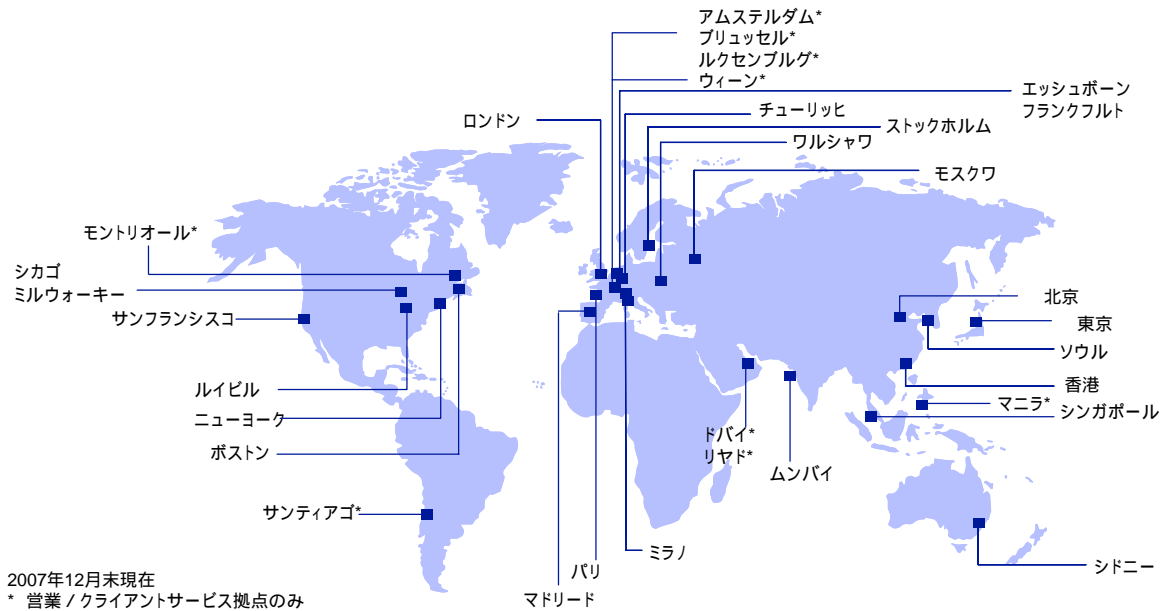 アムステルダム*
ブリュッセル*
ルクセンブルグ*
ウィーン*
エッシュボーン
フランクフルト
チューリッヒ
ロンドン
ストックホルム
ワルシャワ
モスクワ
モントリオール*
シカゴ
ミルウォーキー
サンフランシスコ
北京
東京
ソウル
ルイビル
香港
マニラ*
シンガポール
ニューヨーク
ドバイ*
リヤド*
ボストン
ムンバイ
サンティアゴ*
ミラノ
シドニー
パリ
マドリード
2007年12月末現在
* 営業 / クライアントサービス拠点のみ